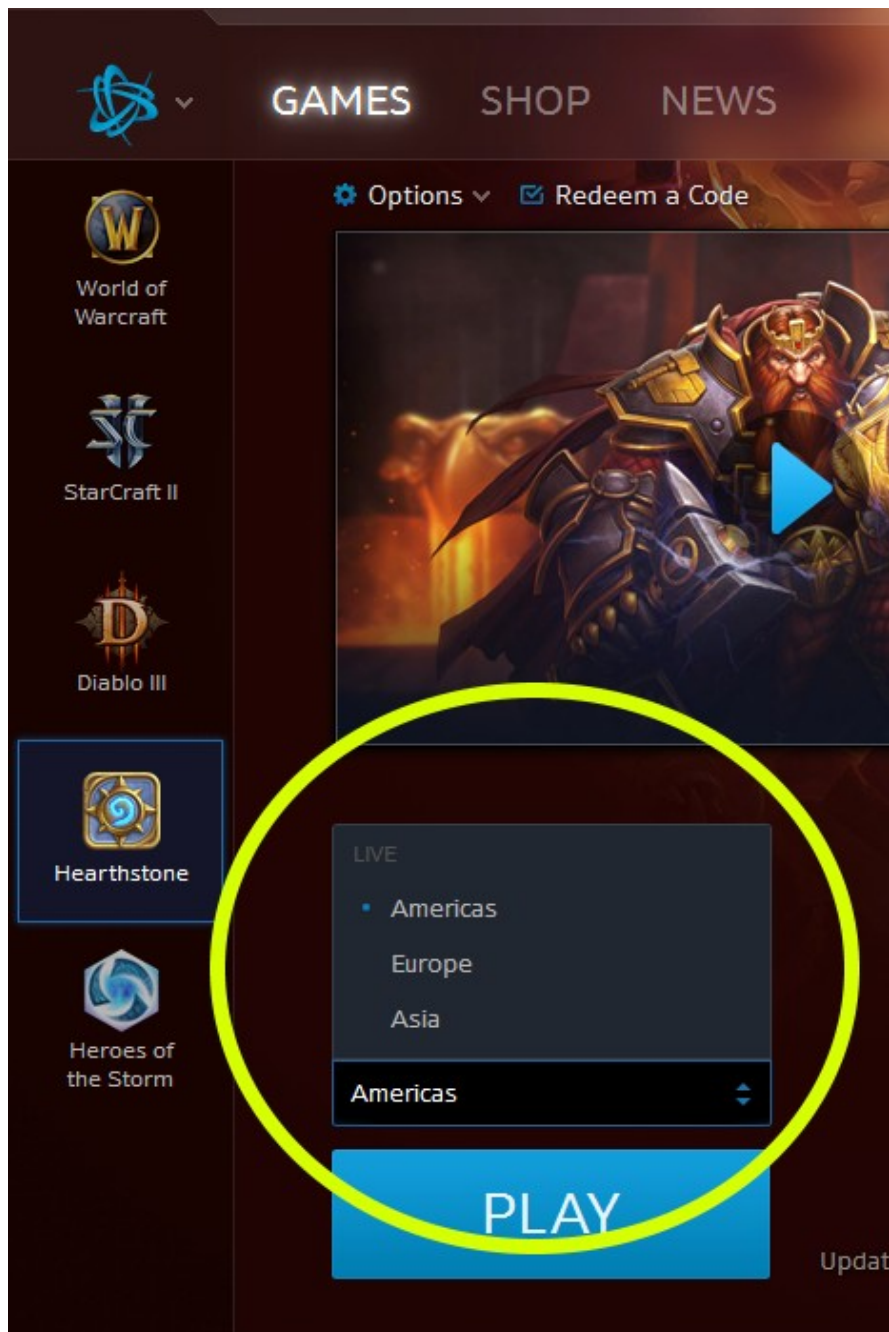 GAMES SHOP NEWS
Options Redeem a Code
World of
Warcraft
StarCraft II
Diablo III
Hearthstone
Heroes of
the Storm
LIVE
Americas
Europe
Asia
Americas
PLAY
Updat